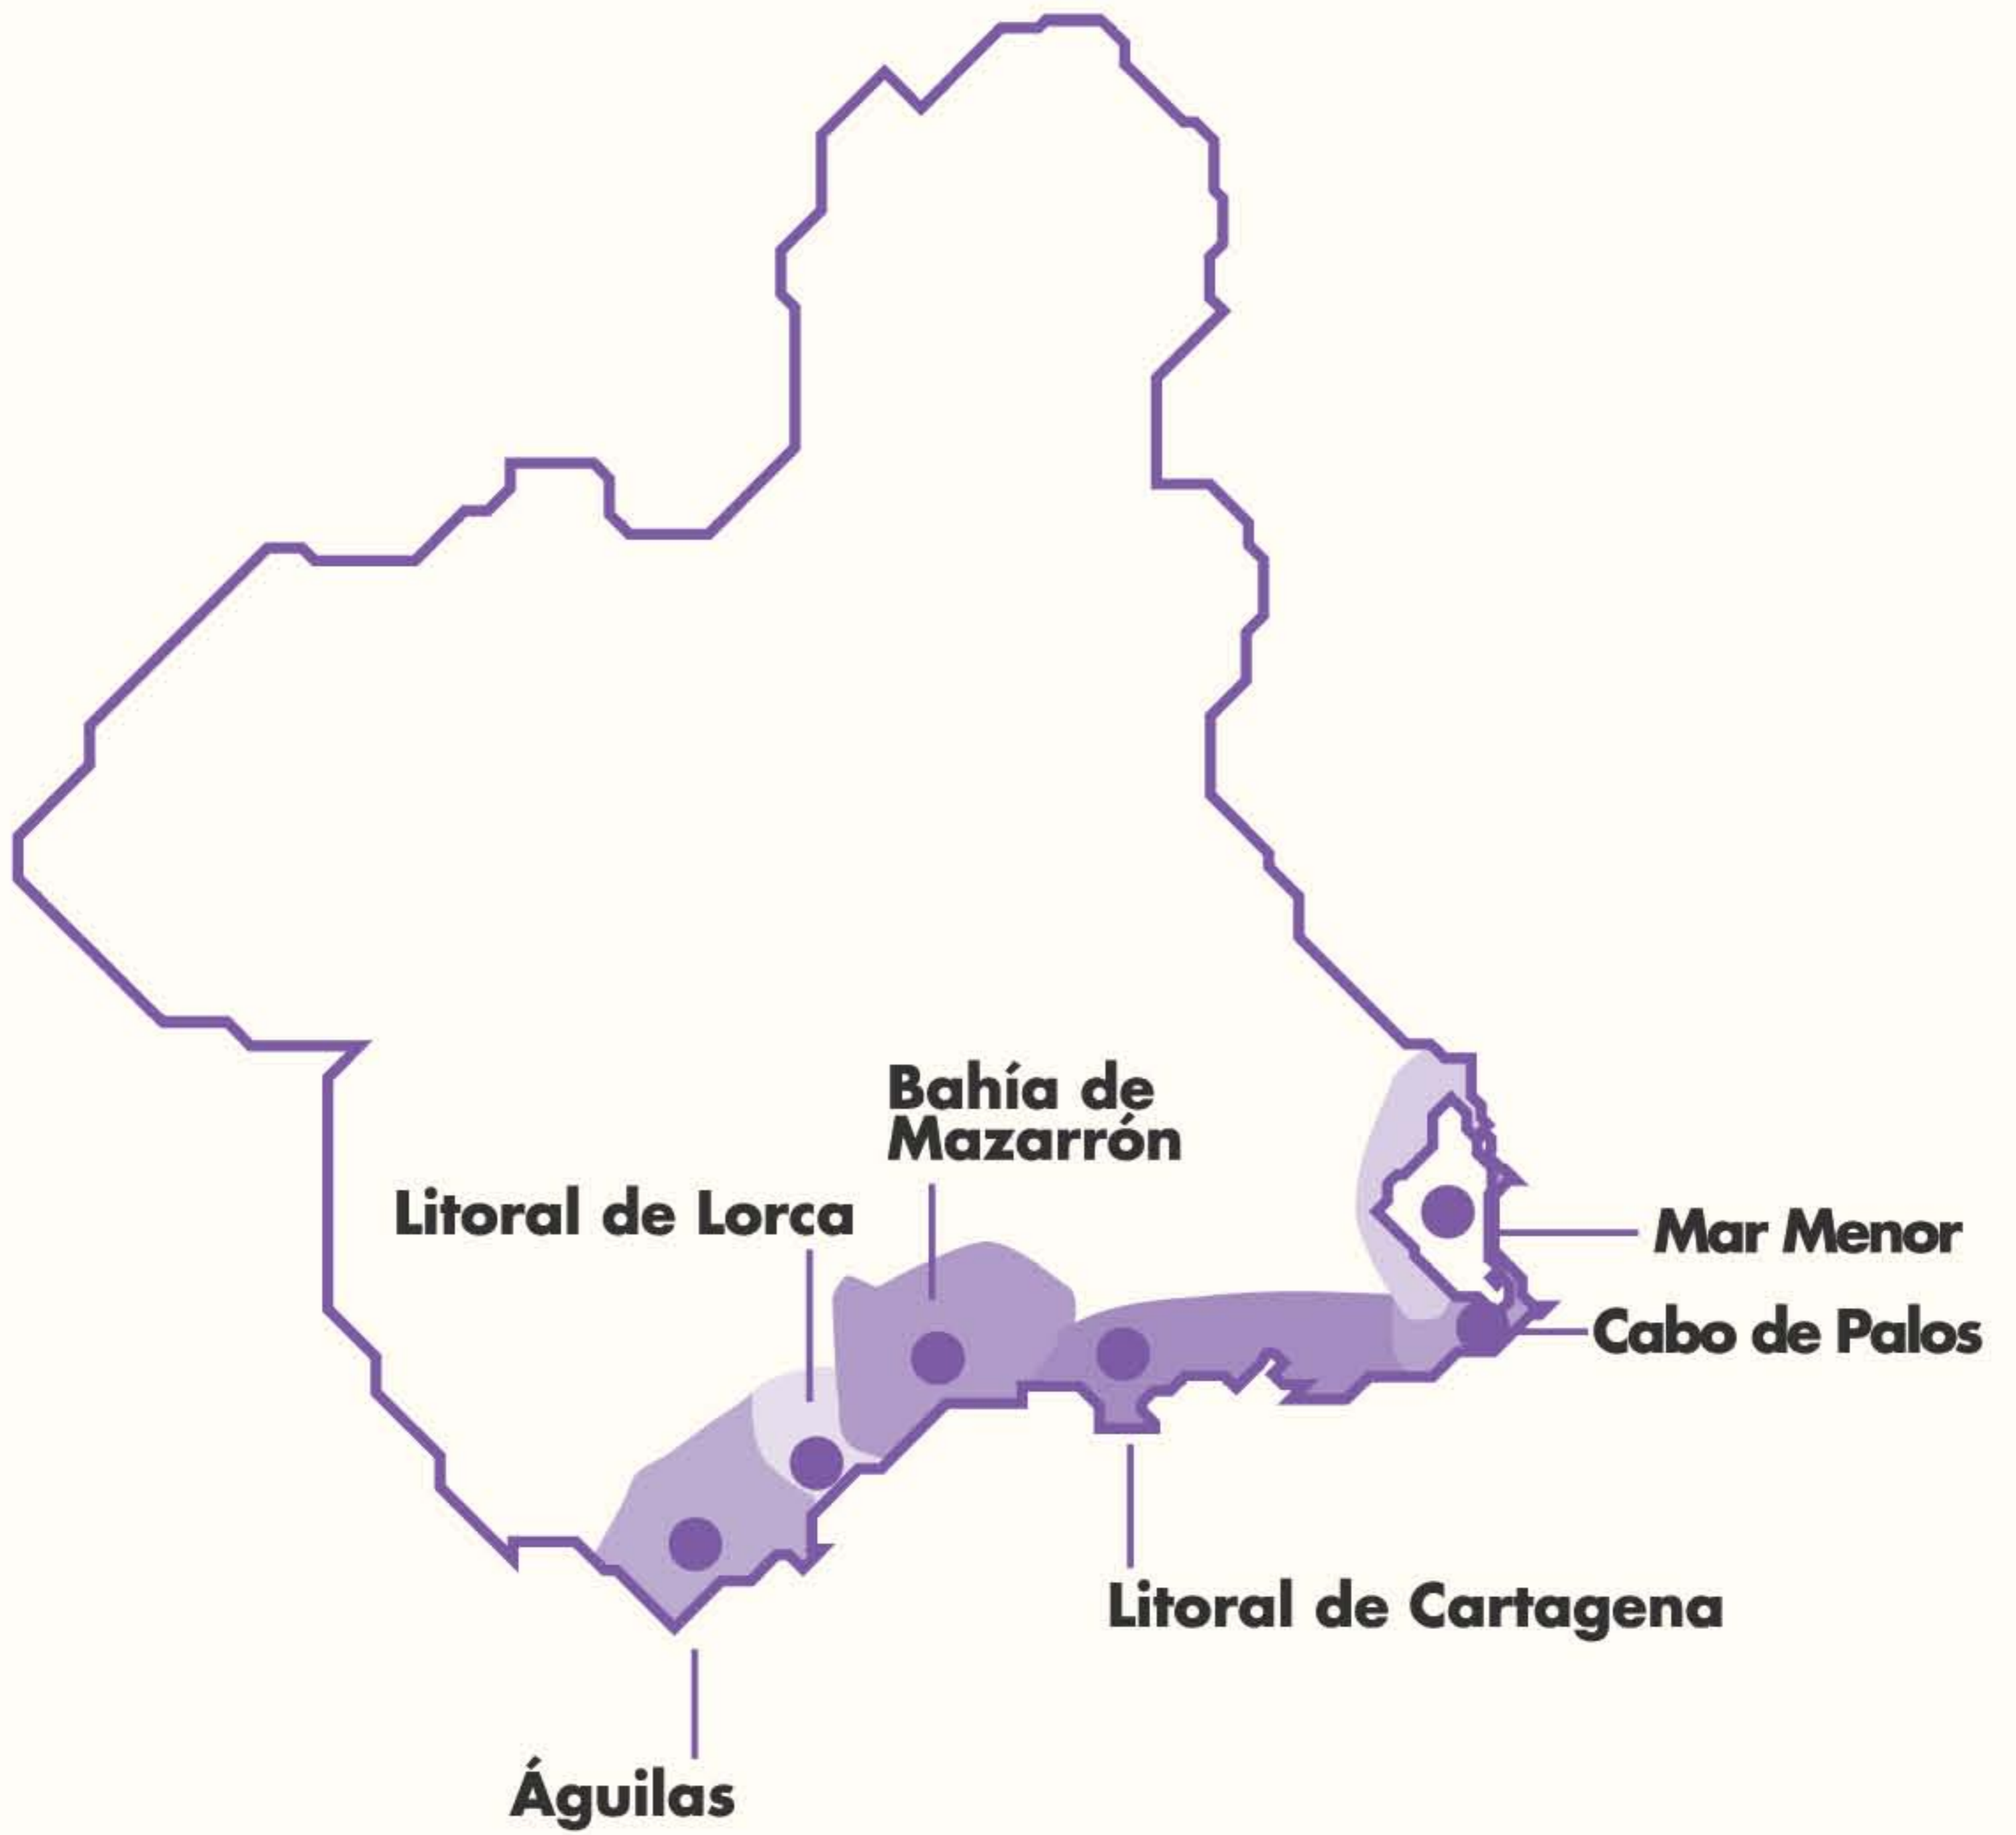 Bahía de
Mazarrón
Litoral de Lorca
Mar Menor
Cabo de Palos
Litoral de Cartagena
Águilas